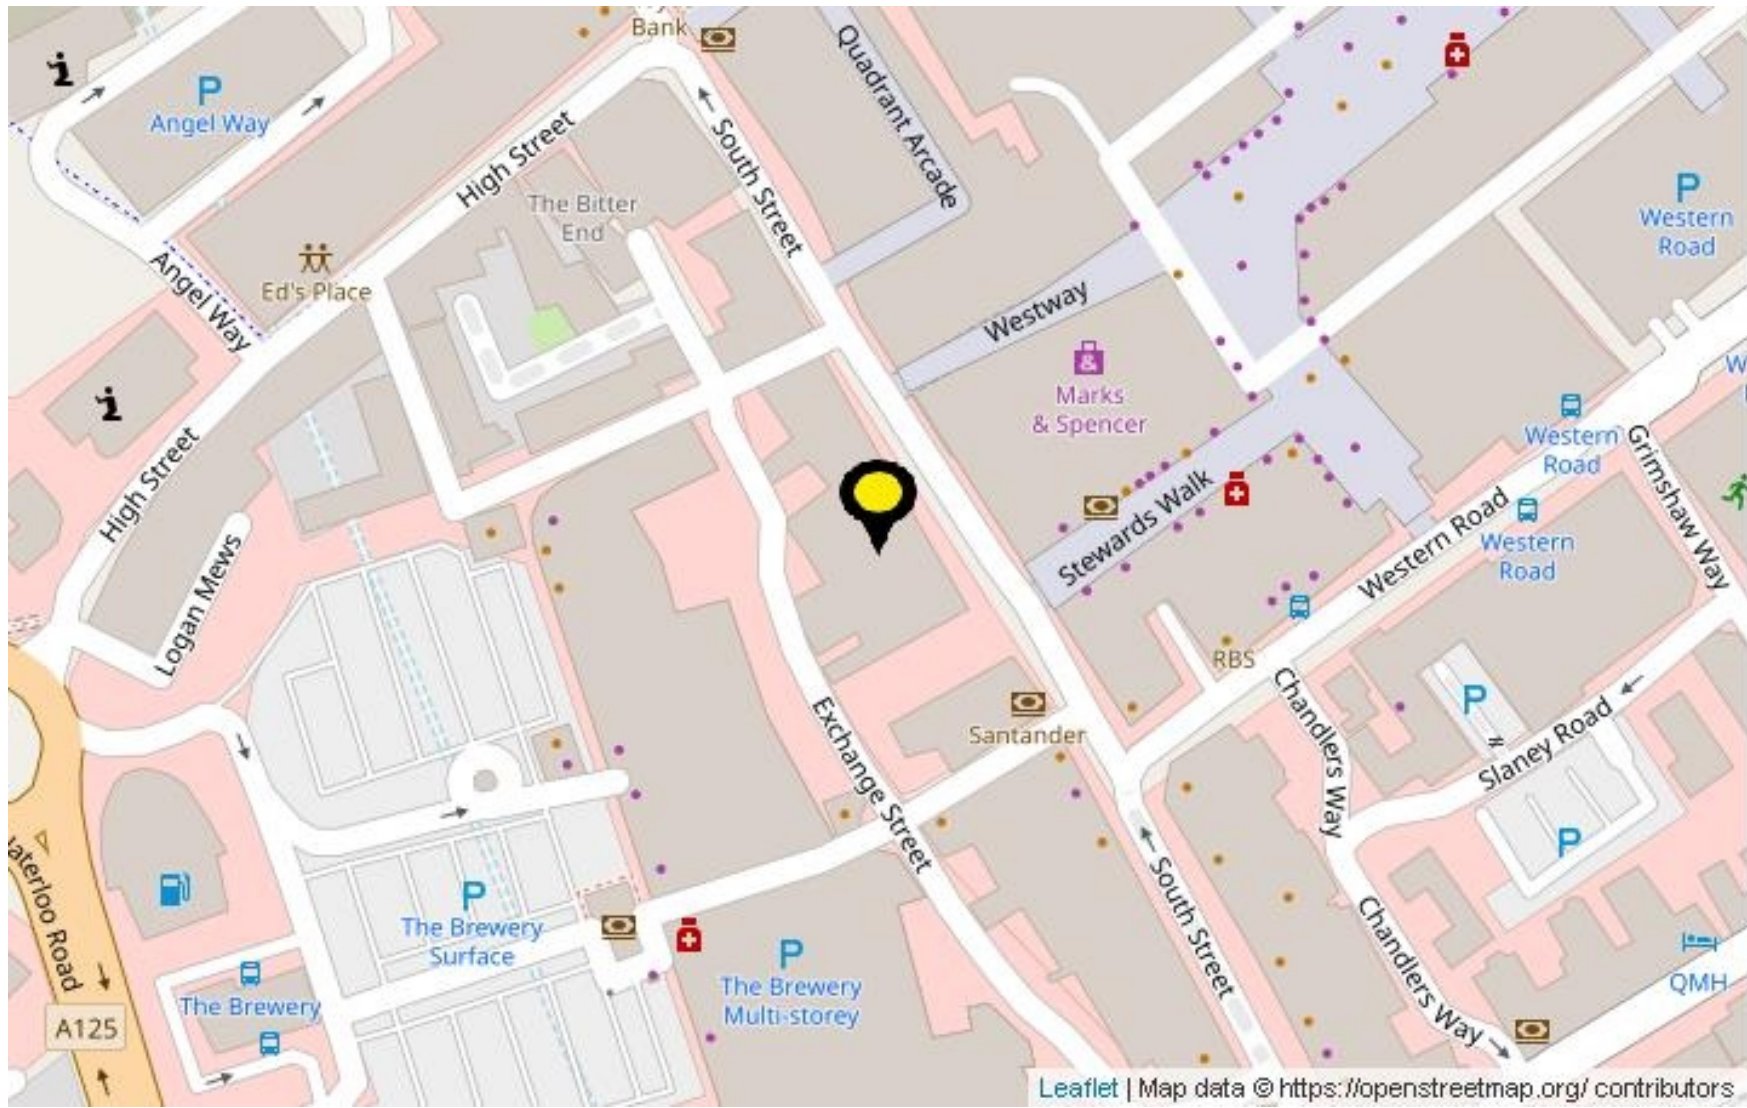 Bank
Quadrant Arcade
P
Angel Way
High Street
South Street
The Bitter
End
P
Western
Road
Ed's Place
Angel Way
Westway
&
Marks
& Spencer
Western
Road
Grimshaw Way
High Street
Stewards Walk
Western Road
Western
Road
Logan Mews
RBS
Chandlers Way
P
Slaney Road
Santander
Exchange Street
P
Waterloo Road
P
The Brewery
Surface
South Street
Chandlers Way
P
The Brewery
Multi-storey
QMH
The Brewery
A125
Leaflet | Map data © https://openstreetmap.org/ contributors